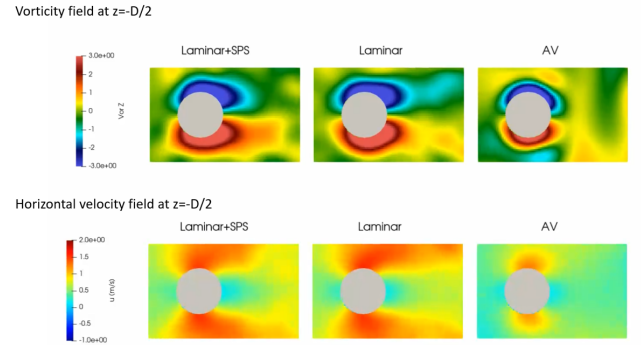 Vorticity field at z=-D/2
Laminar+SPS
Laminar
AV
3.0e+00
2
1
0
-1
-2
-3.0e+00
Vor Z
Horizontal velocity field at z=-D/2
Laminar+SPS
Laminar
AV
2.0e+00
1.5
1
0.5
0
-0.5
-1.0e+00
u (m/s)